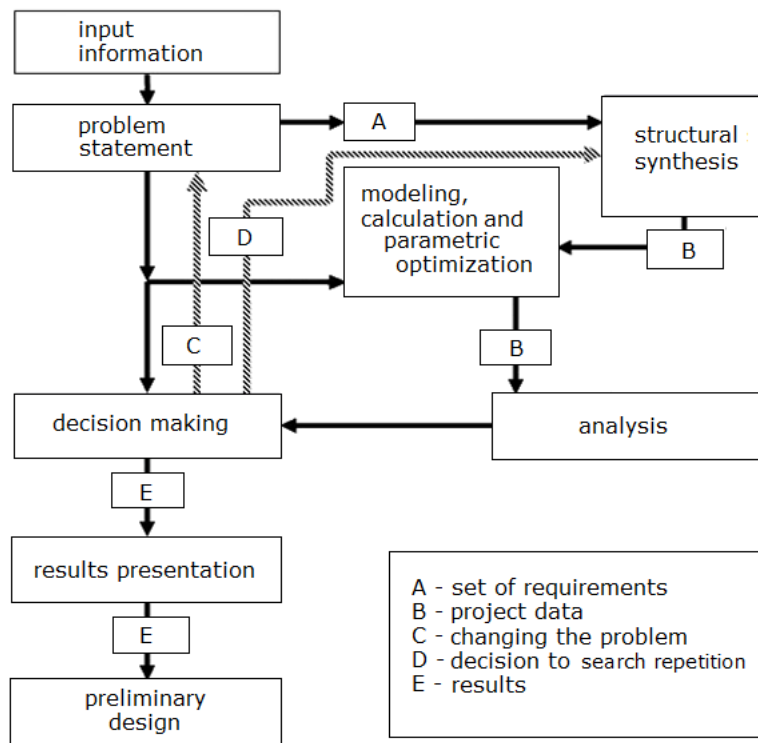 input
information
problem
statement
A
structural s
synthesis
modeling,
calculation and
parametric
optimization
D
B
C
B
decision making
analysis
E
results presentation
E
preliminary
design
A - set of requirements
B - project data
C - changing the problem
D - decision to search repetition
E - results